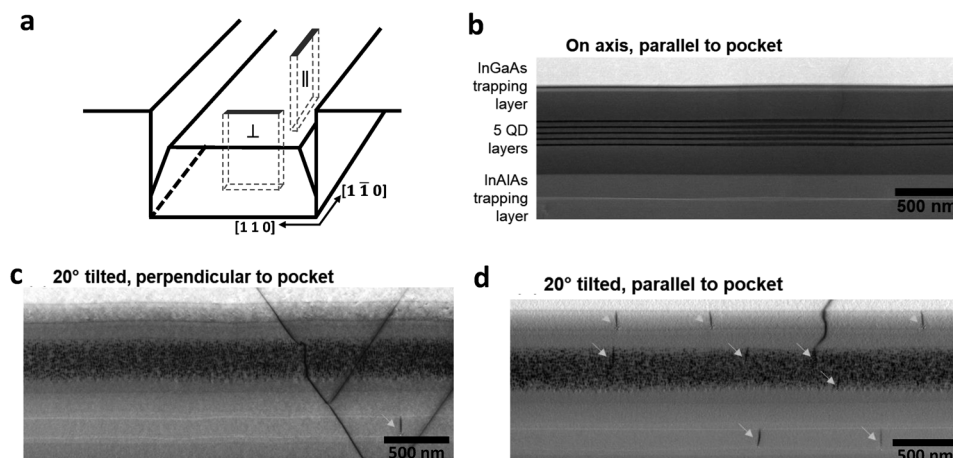 a
||
⊥
[1 1 0]
[1 1̄ 0]
b
On axis, parallel to pocket
InGaAs
trapping
layer
5 QD
layers
InAlAs
trapping
layer
500 nm
c
20° tilted, perpendicular to pocket
500 nm
d
20° tilted, parallel to pocket
500 nm